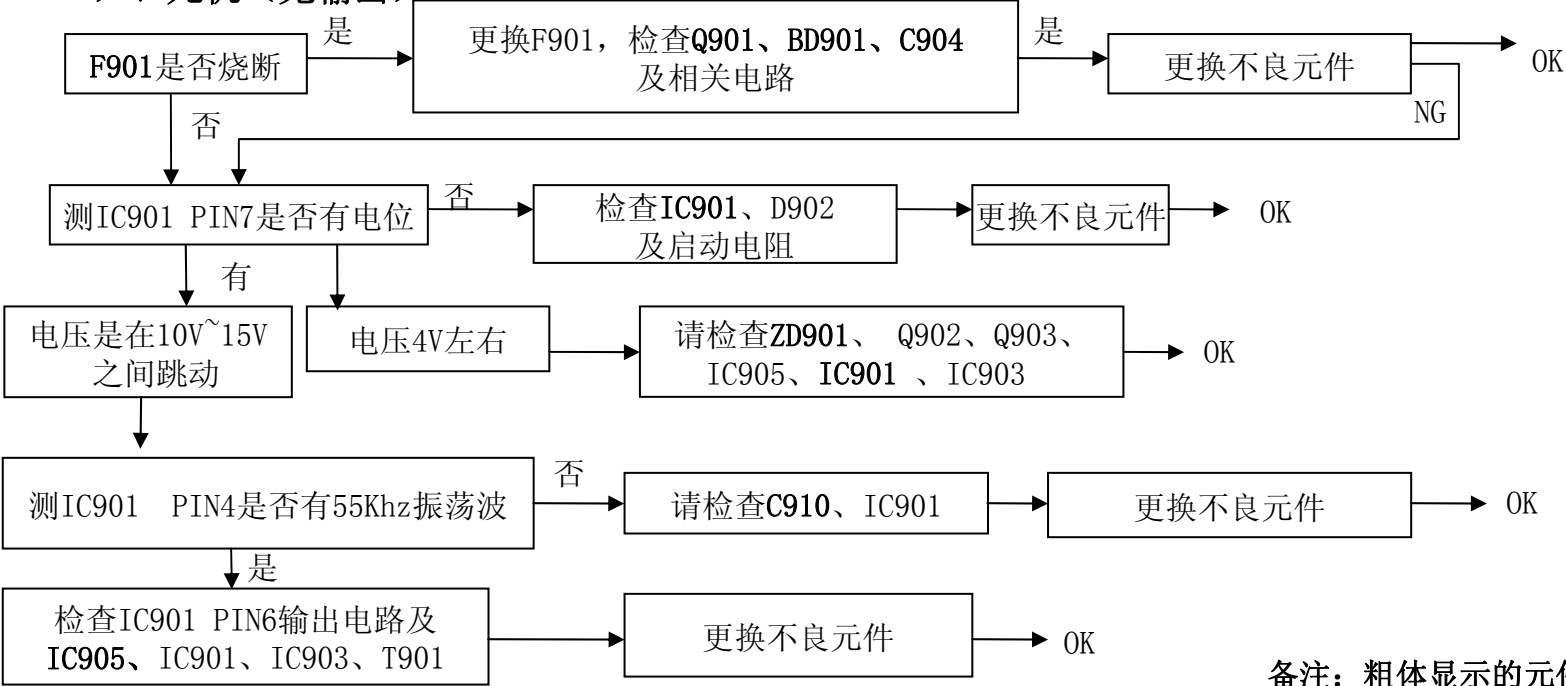 是
更换F901，检查Q901、BD901、C904
及相关电路
是
F901是否烧断
更换不良元件
OK
NG
否
测IC901 PIN7是否有电位
否
检查IC901、D902
及启动电阻
更换不良元件
OK
有
电压是在10V~15V
之间跳动
电压4V左右
请检查ZD901、 Q902、Q903、
IC905、IC901 、IC903
OK
测IC901  PIN4是否有55Khz振荡波
否
请检查C910、IC901
更换不良元件
OK
是
检查IC901 PIN6输出电路及
IC905、IC901、IC903、T901
更换不良元件
OK
备注：粗体显示的元件